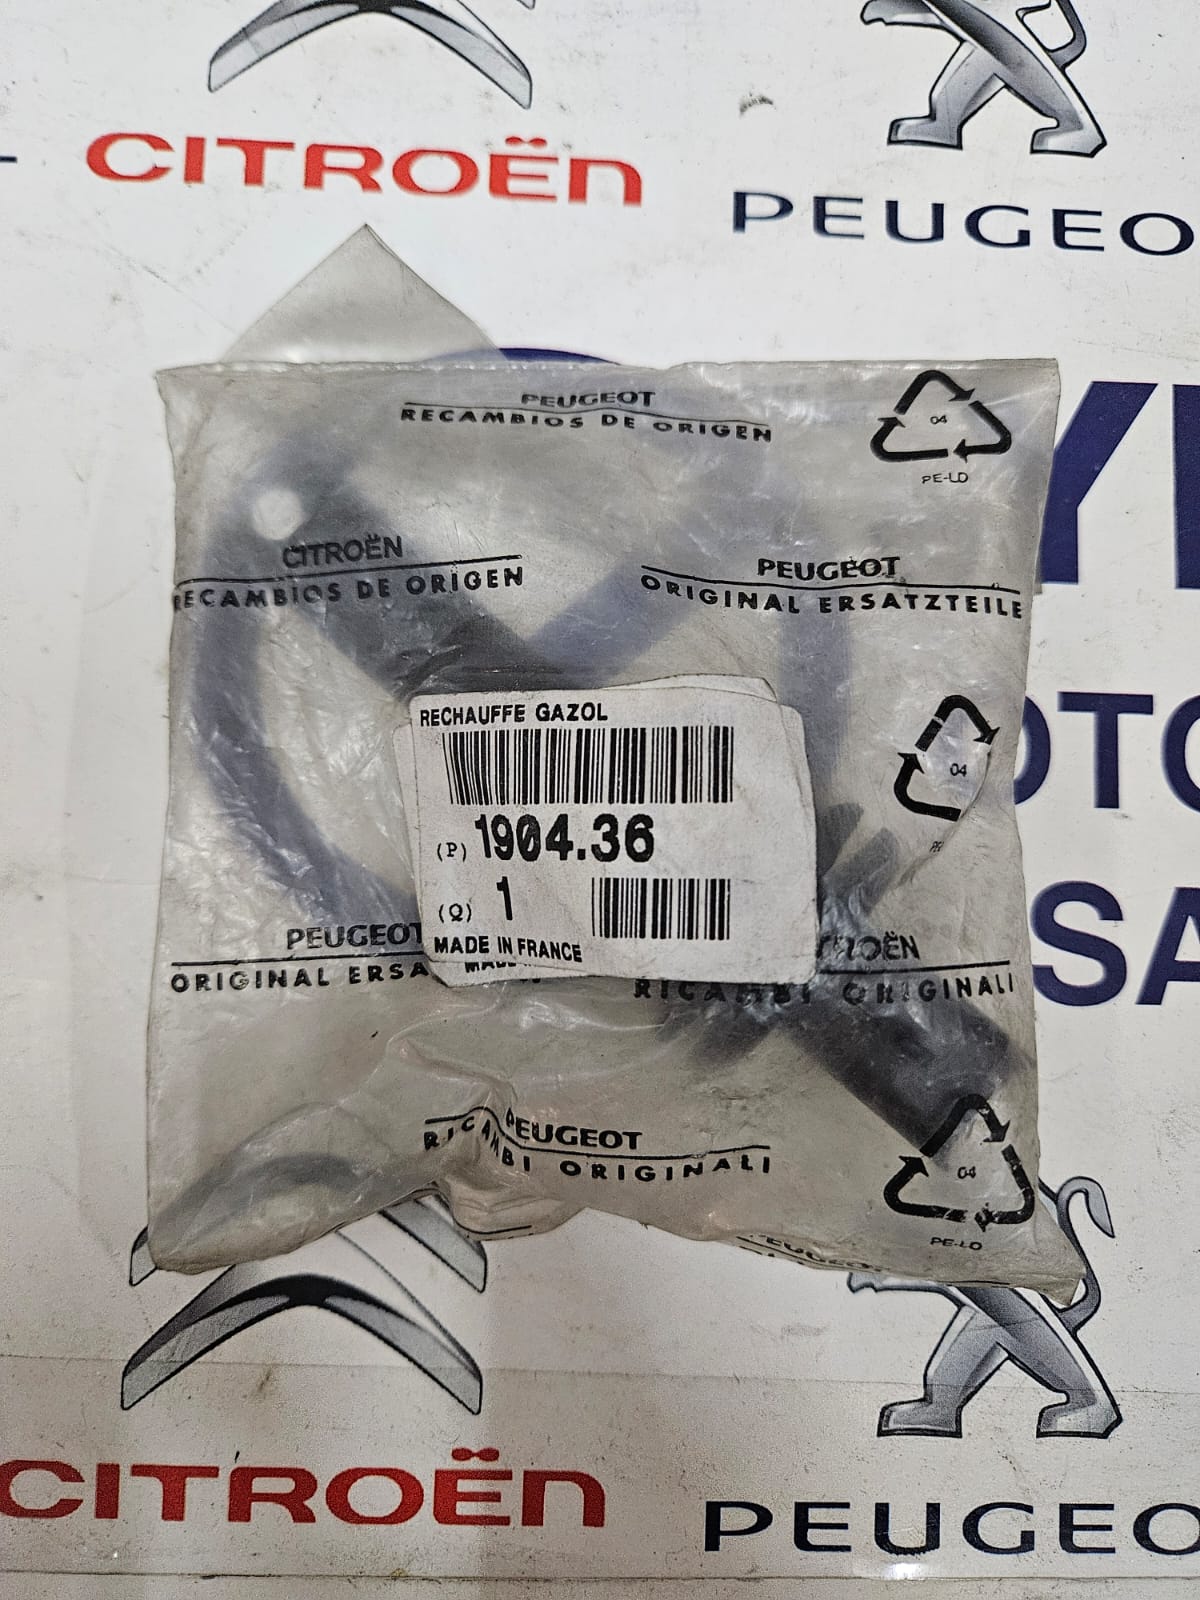 CITROËN
PEUGEO
PEUGEOT
RECAMBIOS DE ORIGEN
04
PE-LD
CITROËN
RECAMBIOS DE ORIGEN
PEUGEOT
ORIGINAL ERSATZTEILE
RECHAUFFE GAZOL
04
(P) 1904.36
(Q) 1
MADE IN FRANCE
PEUGEOT
ORIGINAL ERSA
TROËN
RICAMBI ORIGINALI
SA
PEUGEOT
RICAMBI ORIGINALI
04
PE-LD
CITROËN
PEUGEO